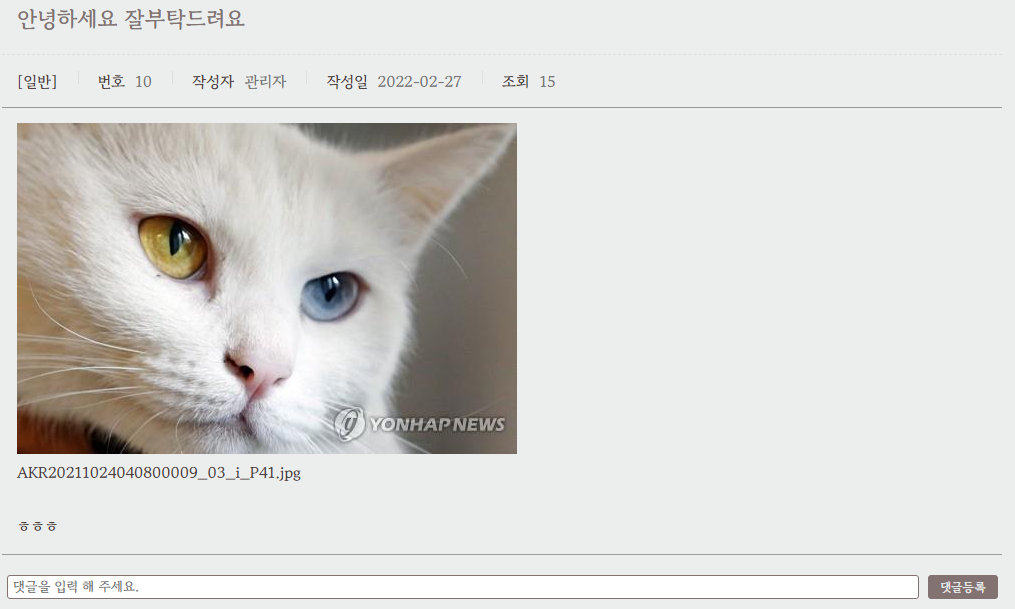 안녕하세요 잘부탁드려요
[일반] 번호 10 작성자 관리자 작성일 2022-02-27 조회 15
YONHAP NEWS
AKR20211024040800009_03_i_P41.jpg
ㅎㅎㅎ
댓글을 입력 해 주세요. 댓글등록